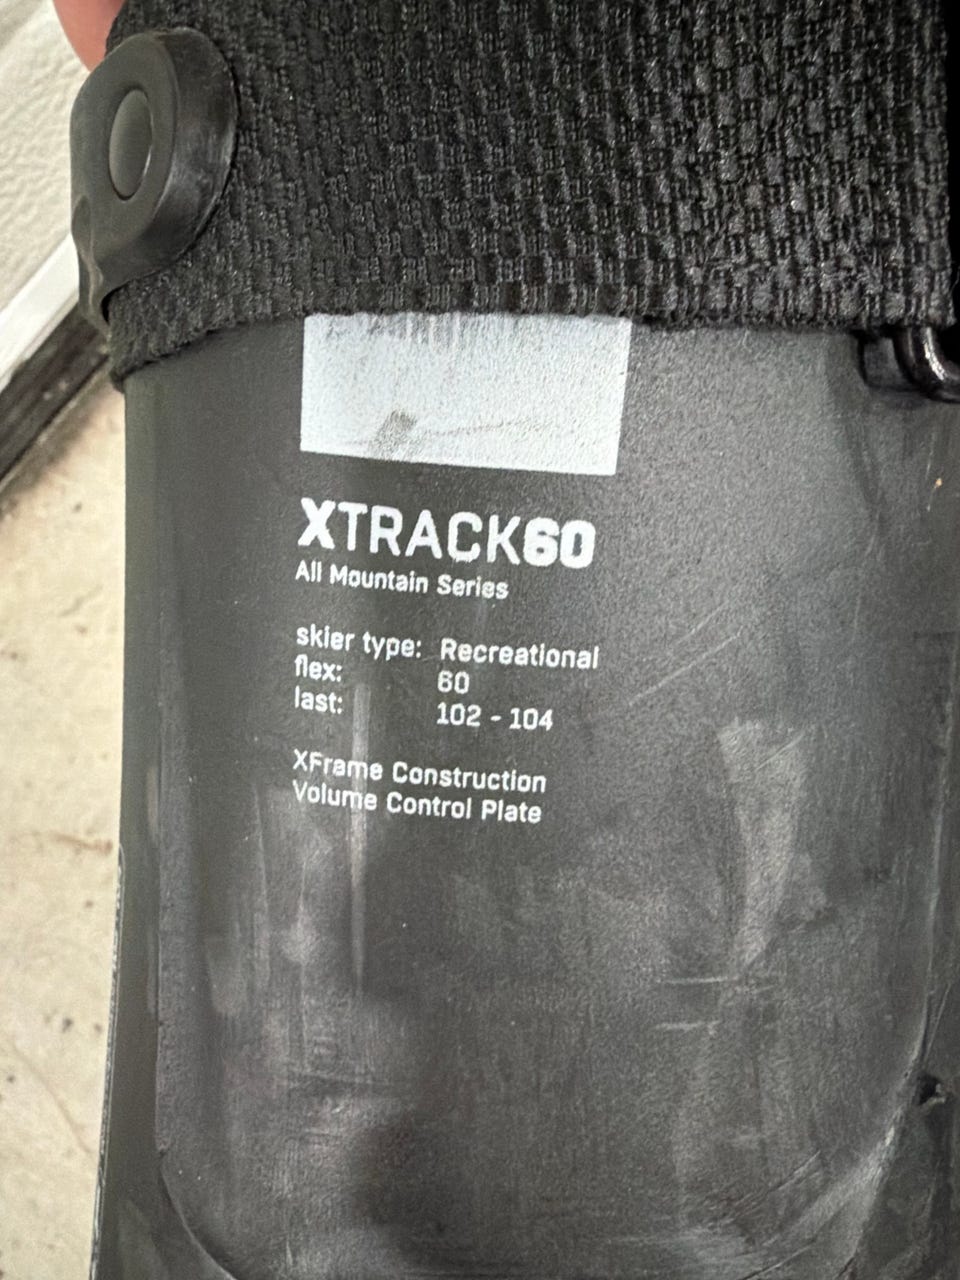 XTRACK60
All Mountain Series
skier type: Recreational
flex: 60
last: 102 - 104
XFrame Construction
Volume Control Plate